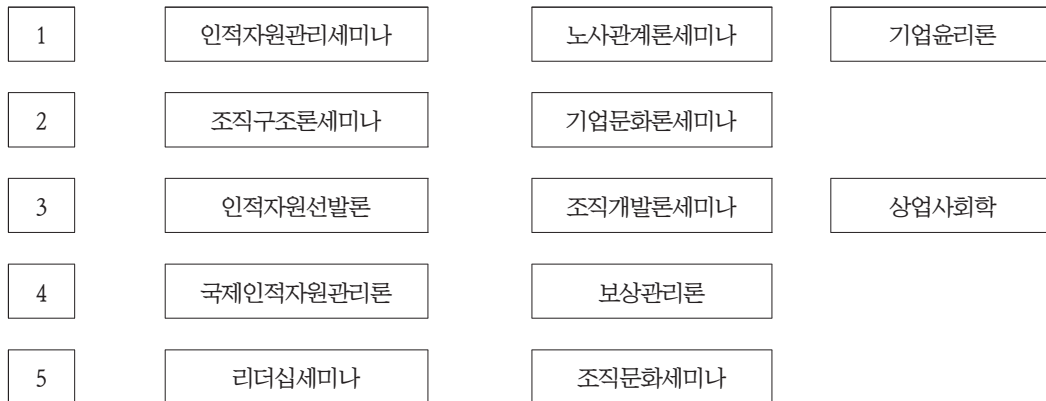 1 인적자원관리세미나 노사관계론세미나 기업윤리론
2 조직구조론세미나 기업문화론세미나
3 인적자원선발론 조직개발론세미나 상업사회학
4 국제인적자원관리론 보상관리론
5 리더십세미나 조직문화세미나